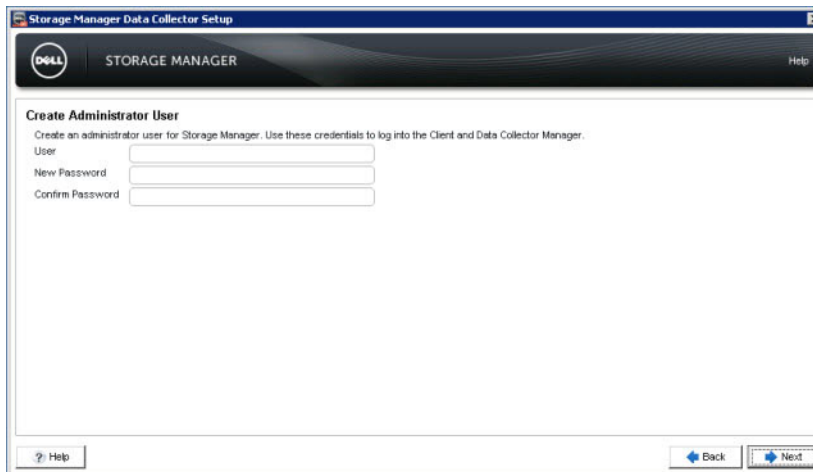 Storage Manager Data Collector Setup
DELL
STORAGE MANAGER
Help
Create Administrator User
Create an administrator user for Storage Manager. Use these credentials to log into the Client and Data Collector Manager.
User
New Password
Confirm Password
? Help
Back
Next